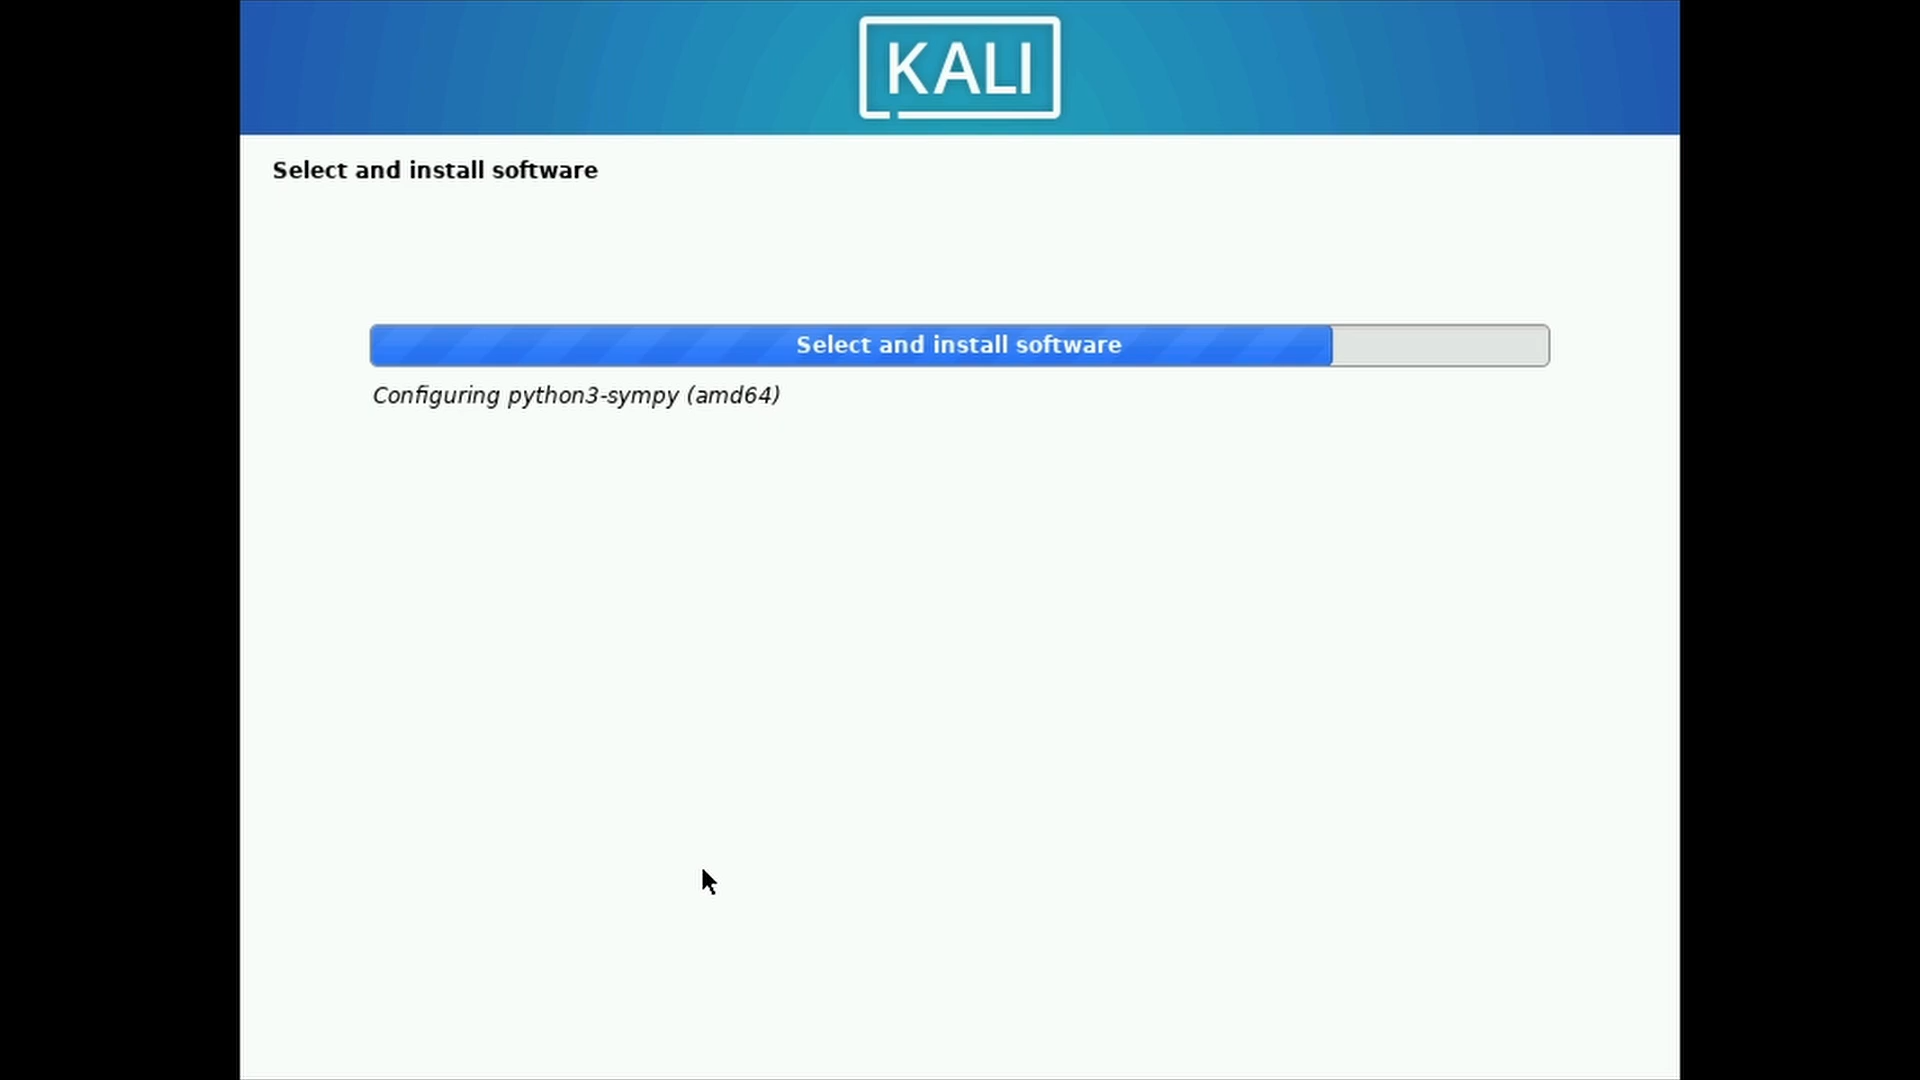 KALI
Select and install software
Select and install software
Configuring python3-sympy (amd64)